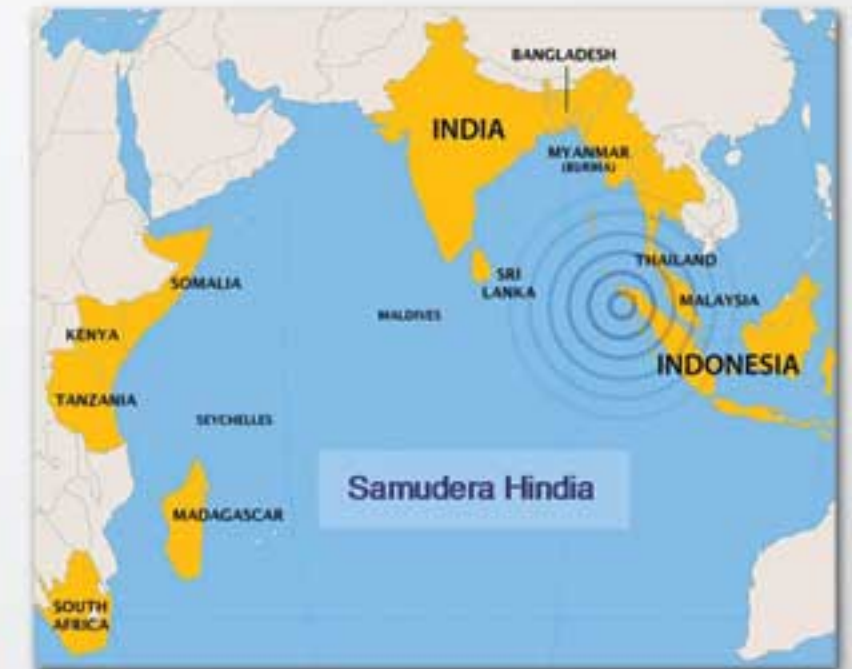 BANGLADESH
INDIA
MYANMAR
(BURMA)
THAILAND
SRI
LANKA
MALAYSIA
MALDIVES
INDONESIA
SOMALIA
KENYA
TANZANIA
SEYCHELLES
Samudera Hindia
MADAGASCAR
SOUTH
AFRICA